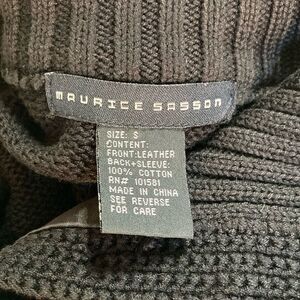 MAURICE SASSON
SIZE: S
CONTENT:
FRONT:LEATHER
BACK+SLEEVE:
100% COTTON
RN# 101581
MADE IN CHINA
SEE REVERSE
FOR CARE